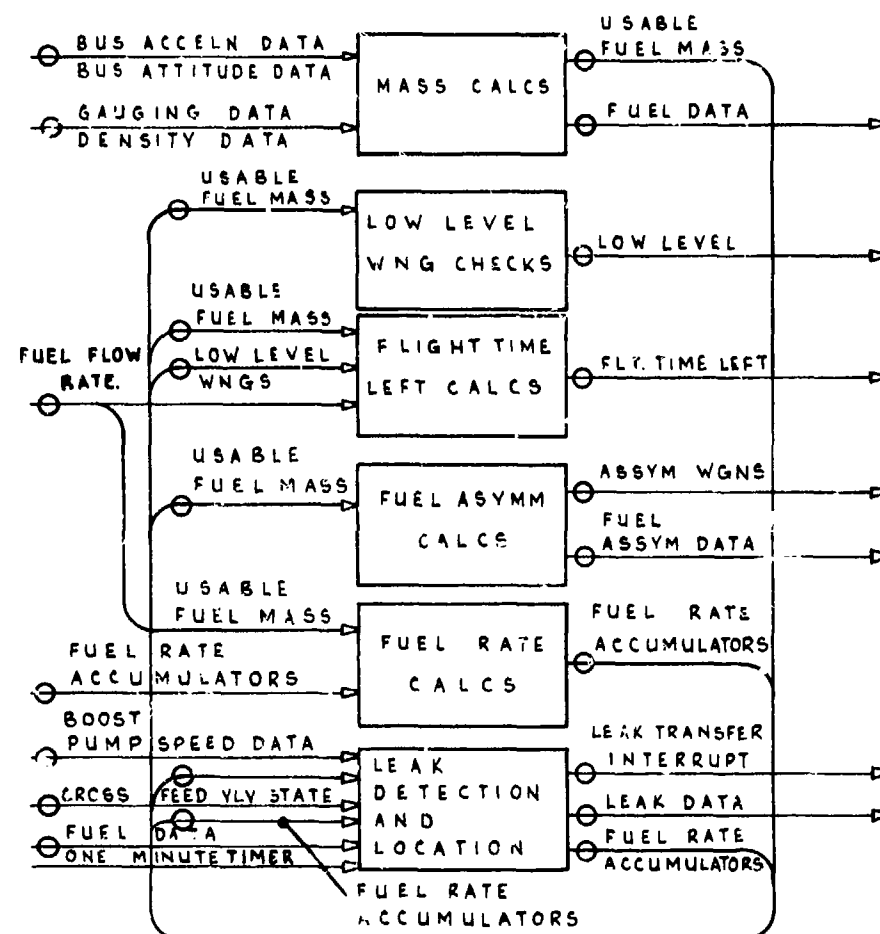 BUS ACCELN DATA
BUS ATTITUDE DATA
GAUGING DATA
DENSITY DATA
MASS CALCS
USABLE
FUEL MASS
FUEL DATA
USABLE
FUEL MASS
LOW LEVEL
WNG CHECKS
LOW LEVEL
USABLE
FUEL MASS
LOW LEVEL
WNGS
FUEL FLOW
RATE.
FLIGHT TIME
LEFT CALCS
FLT. TIME LEFT
USABLE
FUEL MASS
FUEL ASYMM
CALCS
ASSYM WGNS
FUEL
ASSYM DATA
USABLE
FUEL MASS
FUEL RATE
ACCUMULATORS
FUEL RATE
CALCS
FUEL RATE
ACCUMULATORS
BOOST
PUMP SPEED DATA
CROSS FEED VLV STATE
FUEL DATA
ONE MINUTE TIMER
LEAK
DETECTION
AND
LOCATION
LEAK TRANSFER
INTERRUPT
LEAK DATA
FUEL RATE
ACCUMULATORS
FUEL RATE
ACCUMULATORS